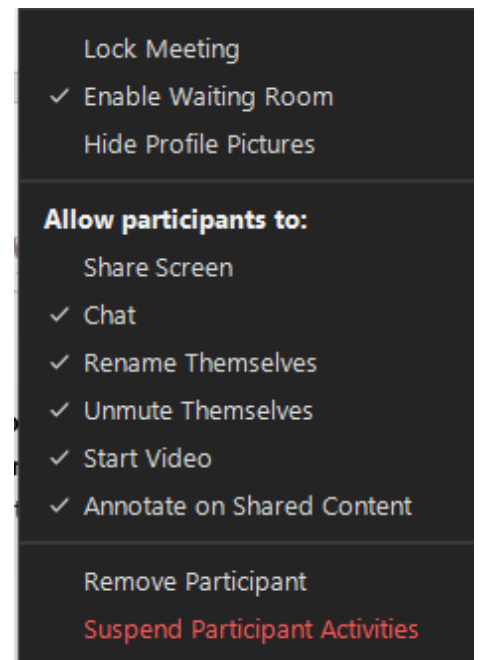 Lock Meeting
✓ Enable Waiting Room
Hide Profile Pictures
Allow participants to:
Share Screen
✓ Chat
✓ Rename Themselves
✓ Unmute Themselves
✓ Start Video
✓ Annotate on Shared Content
Remove Participant
Suspend Participant Activities